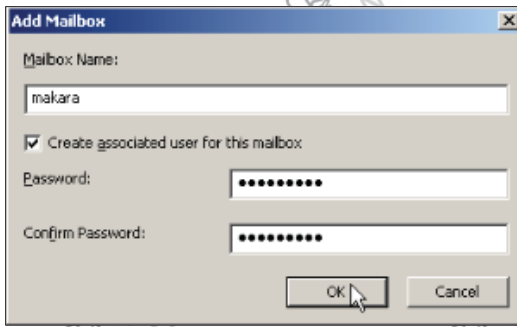 Add Mailbox
Mailbox Name:
makara
Create associated user for this mailbox
Password:
●●●●●●●●●
Confirm Password:
●●●●●●●●●
OK Cancel